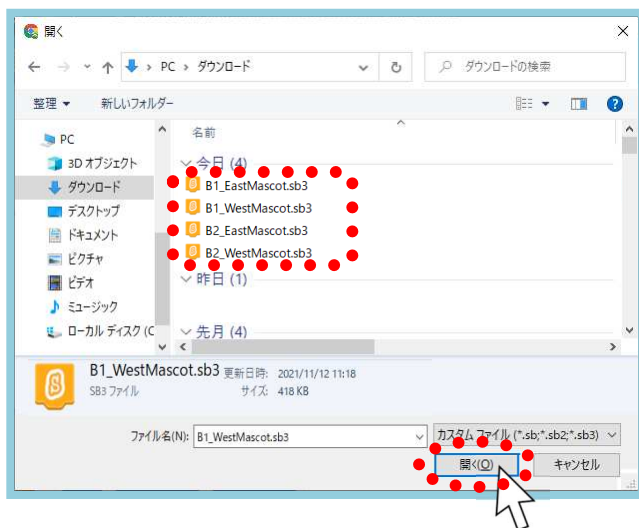 開く
PC › ダウンロード
ダウンロードの検索
整理 ▼ 新しいフォルダー
PC
3D オブジェクト
ダウンロード
デスクトップ
ドキュメント
ピクチャ
ビデオ
ミュージック
ローカル ディスク (C
名前
今日 (4)
B1_EastMascot.sb3
B1_WestMascot.sb3
B2_EastMascot.sb3
B2_WestMascot.sb3
昨日 (1)
先月 (4)
B1_WestMascot.sb3 更新日時: 2021/11/12 11:18
SB3 ファイル サイズ: 418 KB
ファイル名(N): B1_WestMascot.sb3
カスタム ファイル (*.sb;*.sb2;*.sb3)
開く(O) キャンセル